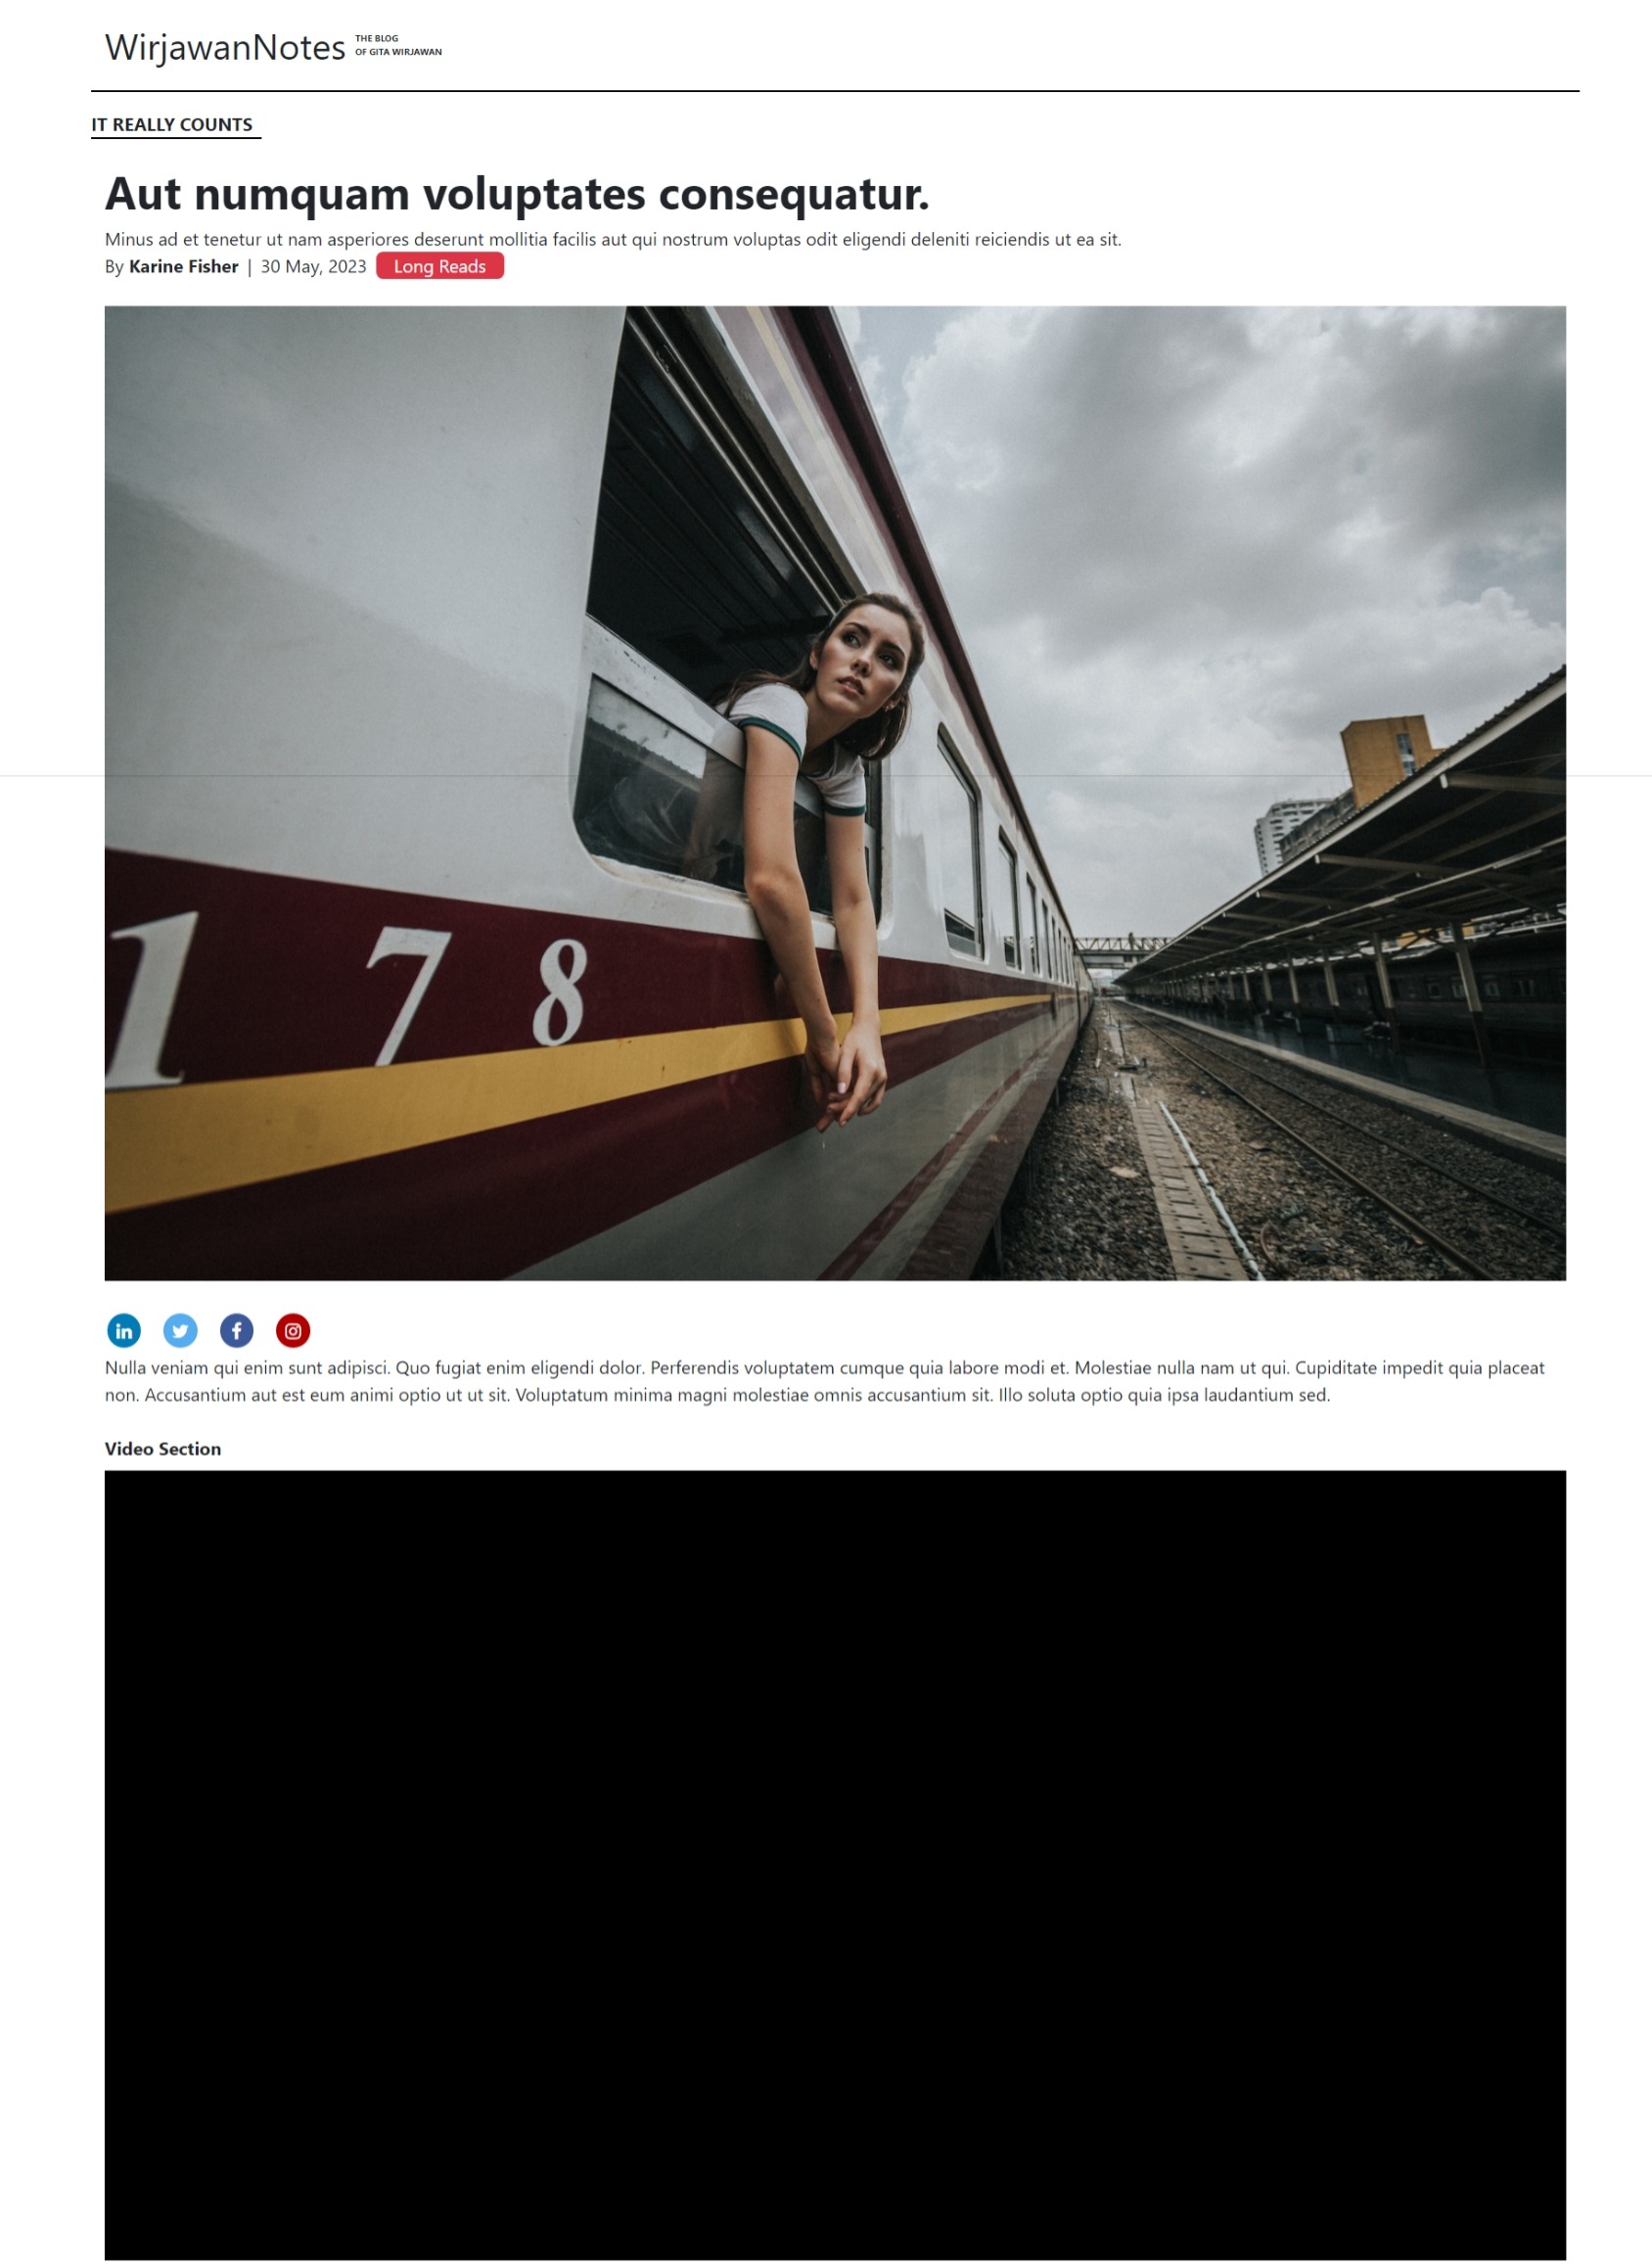 WirjawanNotes THE BLOG
OF GITA WIRJAWAN
IT REALLY COUNTS
Aut numquam voluptates consequatur.
Minus ad et tenetur ut nam asperiores deserunt mollitia facilis aut qui nostrum voluptas odit eligendi deleniti reiciendis ut ea sit.
By Karine Fisher | 30 May, 2023 Long Reads
1 7 8
in f
Nulla veniam qui enim sunt adipisci. Quo fugiat enim eligendi dolor. Perferendis voluptatem cumque quia labore modi et. Molestiae nulla nam ut qui. Cupiditate impedit quia placeat
non. Accusantium aut est eum animi optio ut ut sit. Voluptatum minima magni molestiae omnis accusantium sit. Illo soluta optio quia ipsa laudantium sed.
Video Section